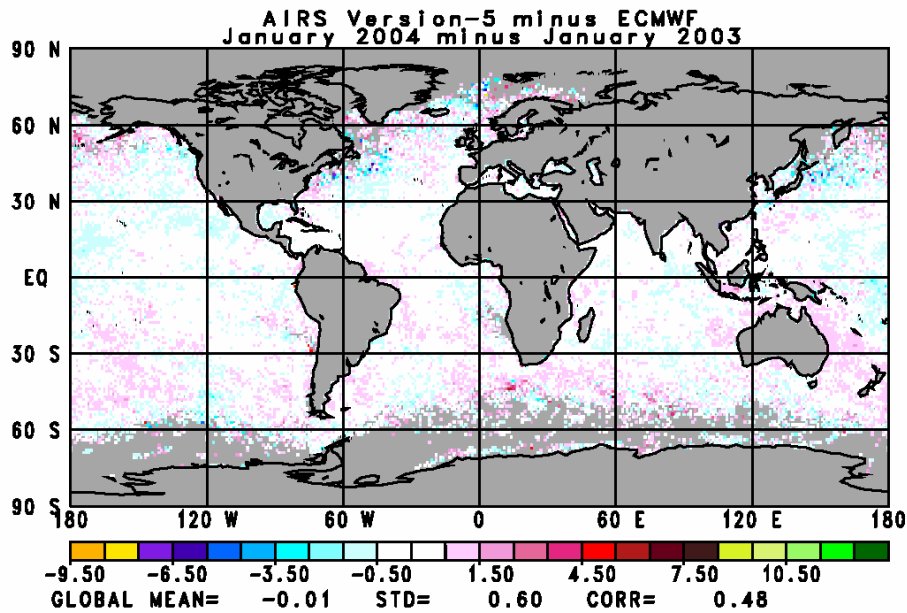 AIRS Version-5 minus ECMWF
January 2004 minus January 2003
90 N
60 N
30 N
EQ
30 S
60 S
90 S
180 120 W 60 W 0 60 E 120 E 180
-9.50 -6.50 -3.50 -0.50 1.50 4.50 7.50 10.50
GLOBAL MEAN= -0.01 STD= 0.60 CORR= 0.48